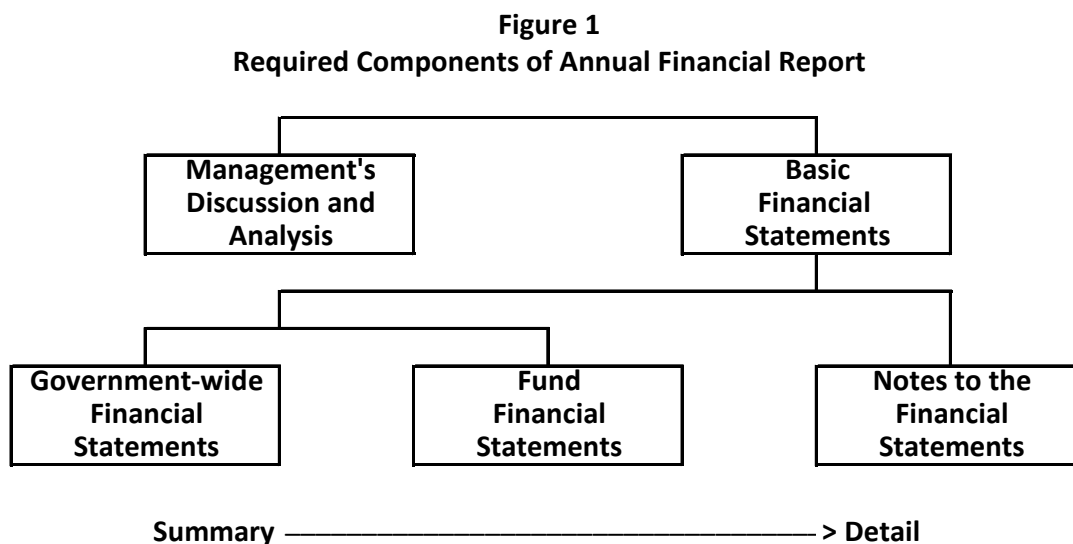 Figure 1
Required Components of Annual Financial Report
Management's
Discussion and
Analysis
Basic
Financial
Statements
Government-wide
Financial
Statements
Fund
Financial
Statements
Notes to the
Financial
Statements
Summary ——————————————————— > Detail